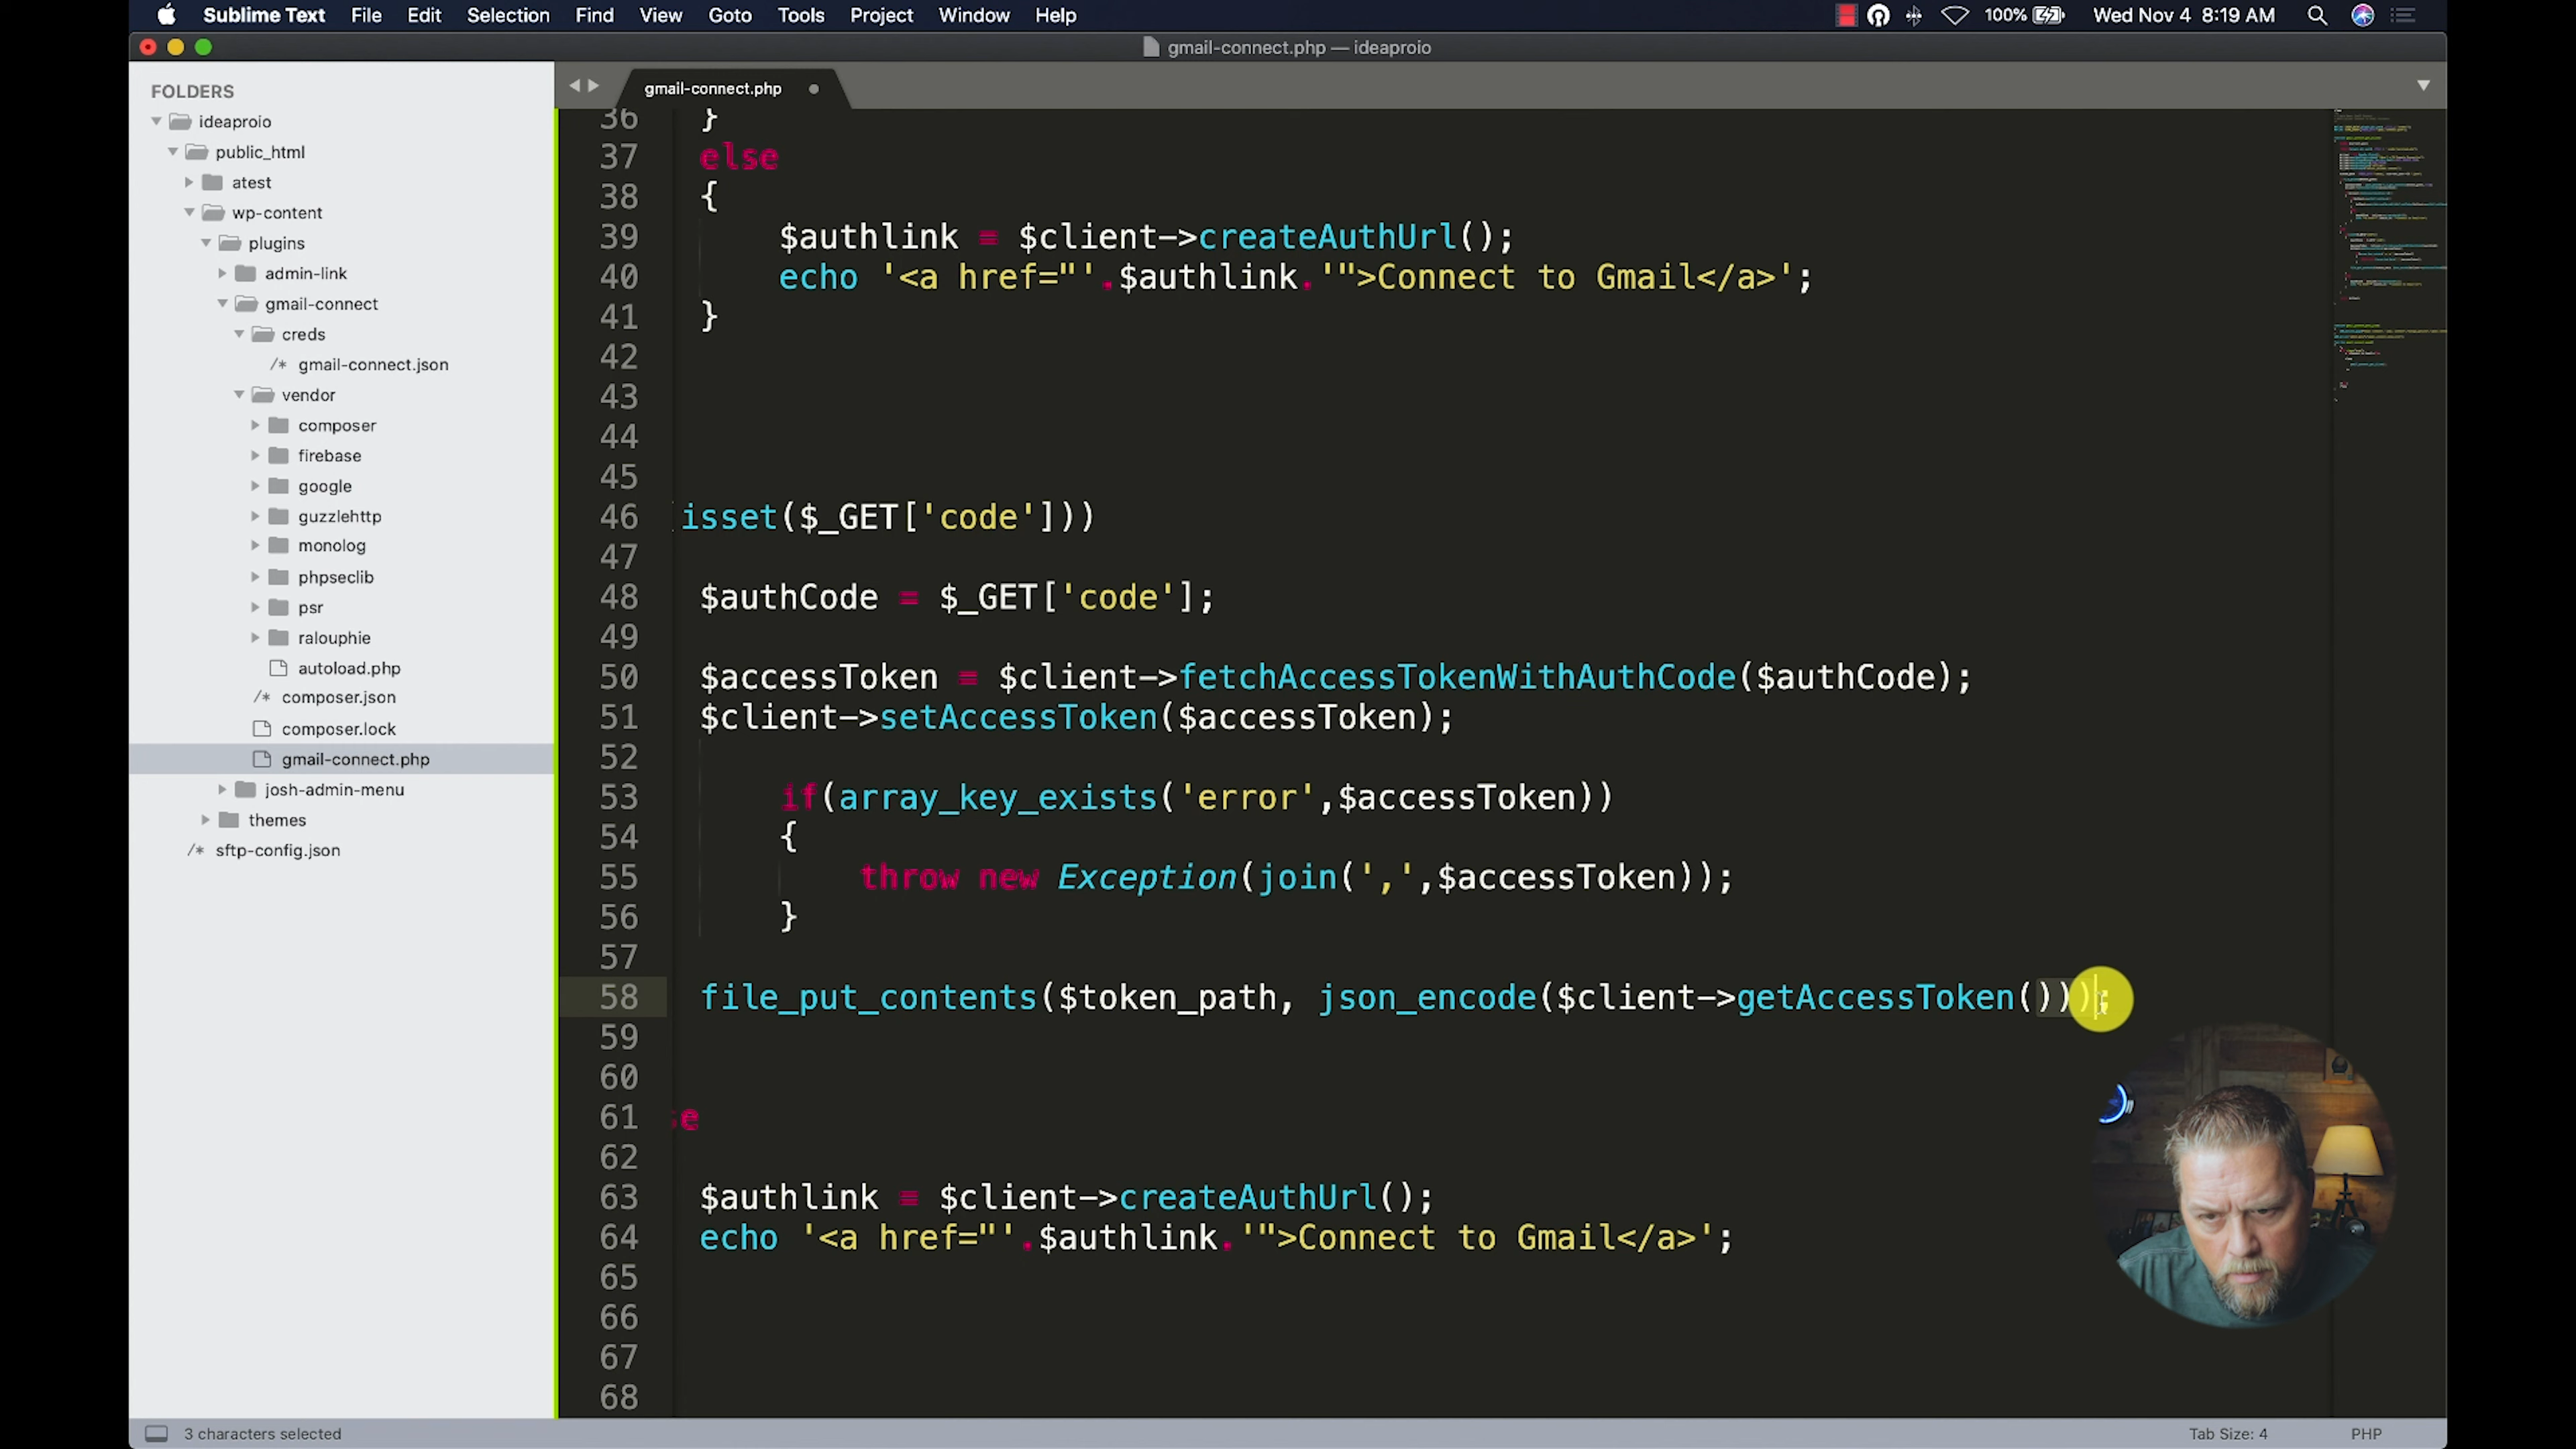 Sublime Text File Edit Selection Find View Goto Tools Project Window Help 100% Wed Nov 4 8:19 AM
gmail-connect.php — ideaproio
FOLDERS
ideaproio
public_html
atest
wp-content
plugins
admin-link
gmail-connect
creds
/* gmail-connect.json
vendor
composer
firebase
google
guzzlehttp
monolog
phpseclib
psr
ralouphie
autoload.php
/* composer.json
composer.lock
gmail-connect.php
josh-admin-menu
themes
/* sftp-config.json
gmail-connect.php
36 }
37 else
38 {
39 $authlink = $client->createAuthUrl();
40 echo '<a href="'.$authlink.'">Connect to Gmail</a>';
41 }
42
43
44
45
46 (isset($_GET['code']))
47
48 $authCode = $_GET['code'];
49
50 $accessToken = $client->fetchAccessTokenWithAuthCode($authCode);
51 $client->setAccessToken($accessToken);
52
53 if(array_key_exists('error',$accessToken))
54 {
55 throw new Exception(join(',',$accessToken));
56 }
57
58 file_put_contents($token_path, json_encode($client->getAccessToken()));
59
60
61 se
62
63 $authlink = $client->createAuthUrl();
64 echo '<a href="'.$authlink.'">Connect to Gmail</a>';
65
66
67
68
3 characters selected
Tab Size: 4 PHP